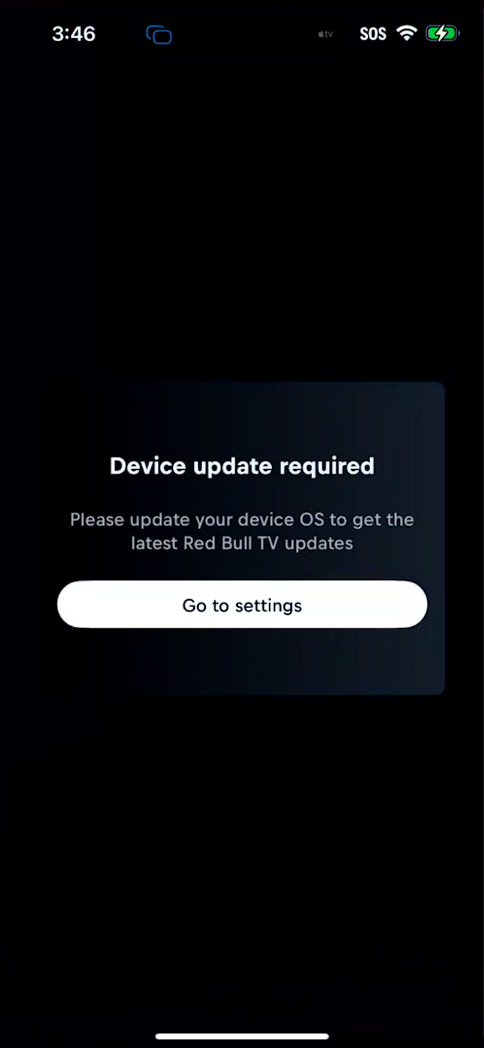 3:46
tv
SOS
Device update required
Please update your device OS to get the
latest Red Bull TV updates
Go to settings